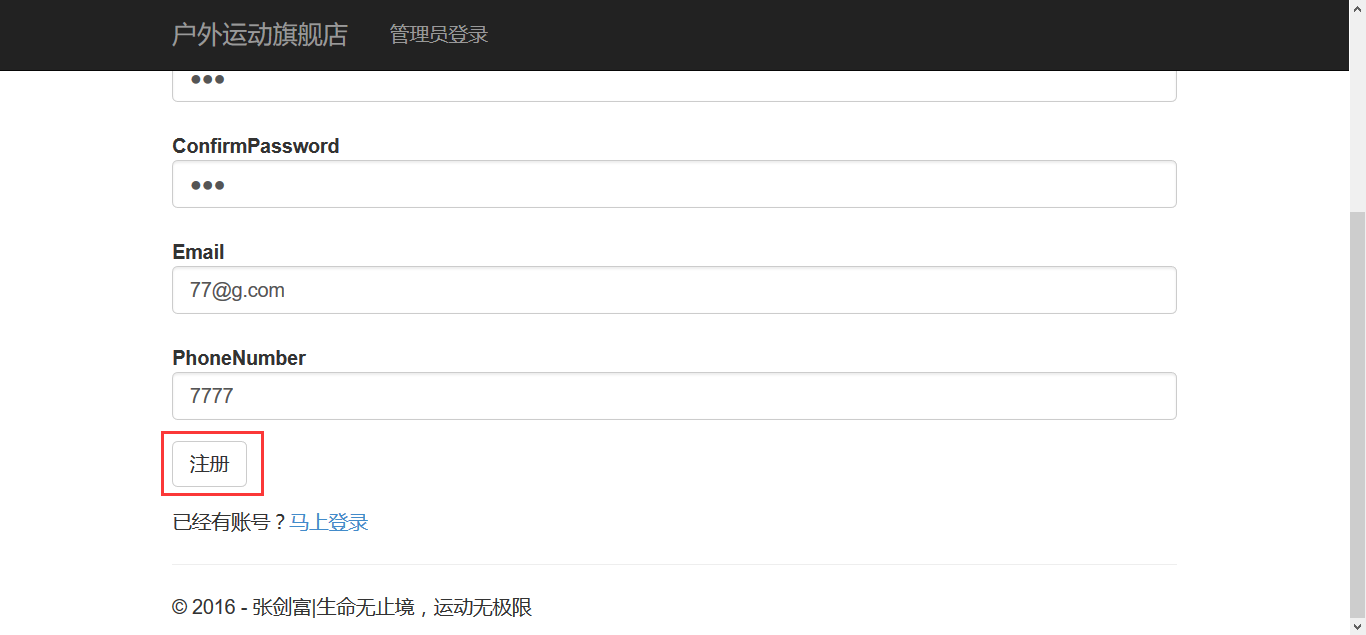 户外运动旗舰店 管理员登录
●●●
ConfirmPassword
●●●
Email
77@g.com
PhoneNumber
7777
注册
已经有账号？马上登录
© 2016 - 张剑富|生命无止境，运动无极限